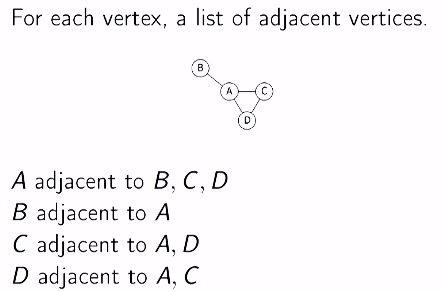 For each vertex, a list of adjacent vertices.
B
A
C
D
A adjacent to B, C, D
B adjacent to A
C adjacent to A, D
D adjacent to A, C